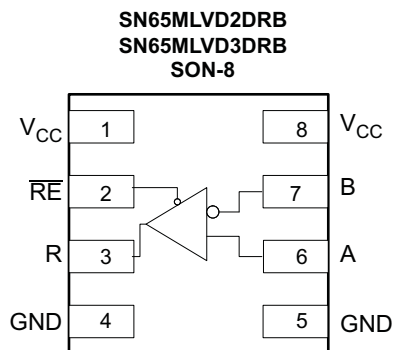 SN65MLVD2DRB
SN65MLVD3DRB
SON-8
VCC 1 8 VCC
RE 2 7 B
R 3 6 A
GND 4 5 GND